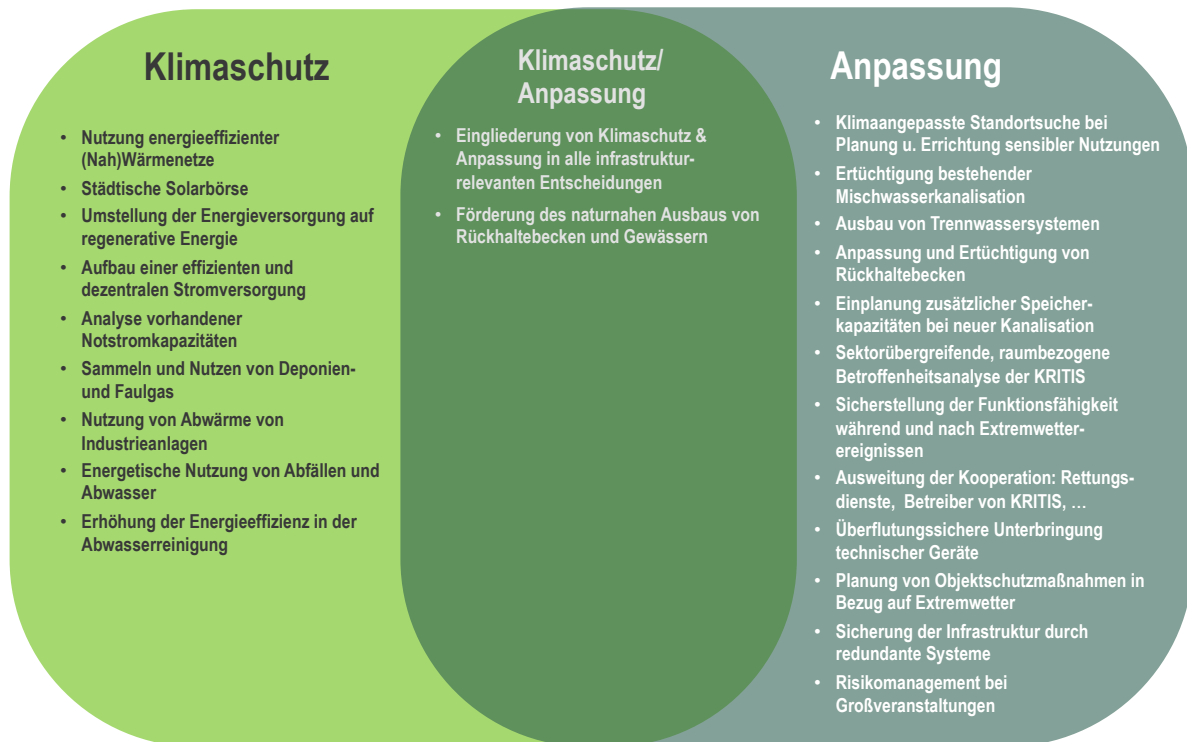 Klimaschutz
• Nutzung energieeffizienter
(Nah)Wärmenetze
• Städtische Solarbörse
• Umstellung der Energieversorgung auf
regenerative Energie
• Aufbau einer effizienten und
dezentralen Stromversorgung
• Analyse vorhandener
Notstromkapazitäten
• Sammeln und Nutzen von Deponien-
und Faulgas
• Nutzung von Abwärme von
Industrieanlagen
• Energetische Nutzung von Abfällen und
Abwasser
• Erhöhung der Energieeffizienz in der
Abwasserreinigung
Klimaschutz/
Anpassung
• Eingliederung von Klimaschutz &
Anpassung in alle infrastruktur-
relevanten Entscheidungen
• Förderung des naturnahen Ausbaus von
Rückhaltebecken und Gewässern
Anpassung
• Klimaangepasste Standortsuche bei
Planung u. Errichtung sensibler Nutzungen
• Ertüchtigung bestehender
Mischwasserkanalisation
• Ausbau von Trennwassersystemen
• Anpassung und Ertüchtigung von
Rückhaltebecken
• Einplanung zusätzlicher Speicher-
kapazitäten bei neuer Kanalisation
• Sektorübergreifende, raumbezogene
Betroffenheitsanalyse der KRITIS
• Sicherstellung der Funktionsfähigkeit
während und nach Extremwetter-
ereignissen
• Ausweitung der Kooperation: Rettungs-
dienste, Betreiber von KRITIS, …
• Überflutungssichere Unterbringung
technischer Geräte
• Planung von Objektschutzmaßnahmen in
Bezug auf Extremwetter
• Sicherung der Infrastruktur durch
redundante Systeme
• Risikomanagement bei
Großveranstaltungen